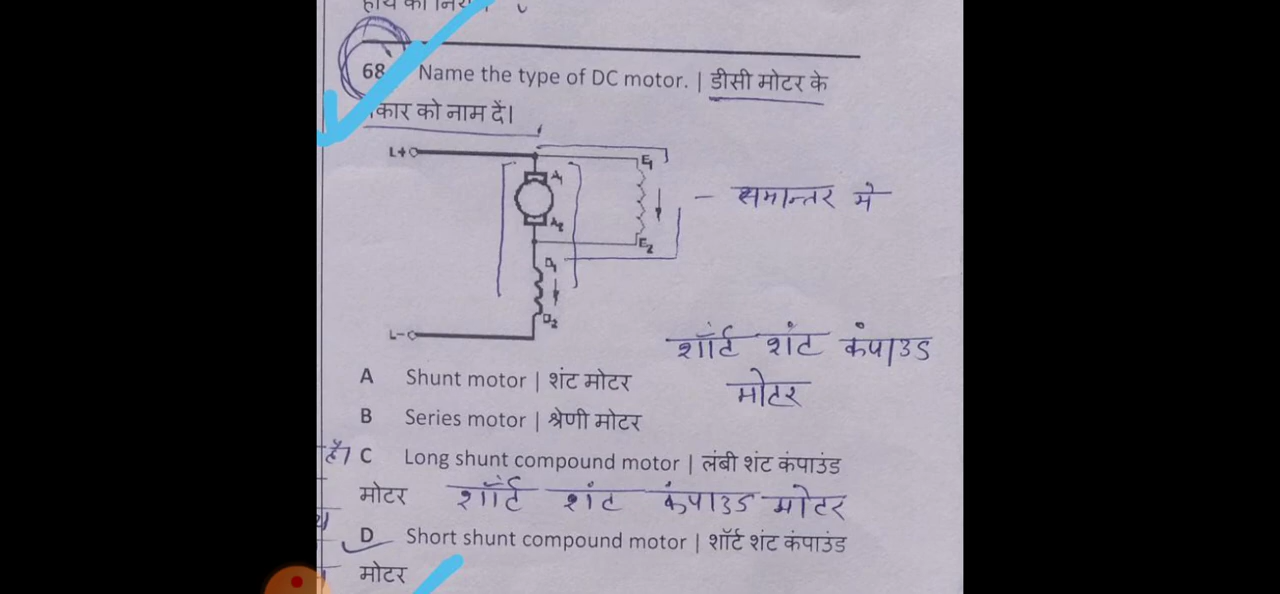 68 Name the type of DC motor. | डीसी मोटर के
कार को नाम दें।
L+
A1
E1
A2
E2
– समान्तर मे
D1
D2
L-
शॉर्ट शंट कंपाउड
मोटर
A Shunt motor | शंट मोटर
B Series motor | श्रेणी मोटर
है। C Long shunt compound motor | लंबी शंट कंपाउंड
मोटर शॉर्ट शंट कंपाउड मोटर
D Short shunt compound motor | शॉर्ट शंट कंपाउंड
मोटर